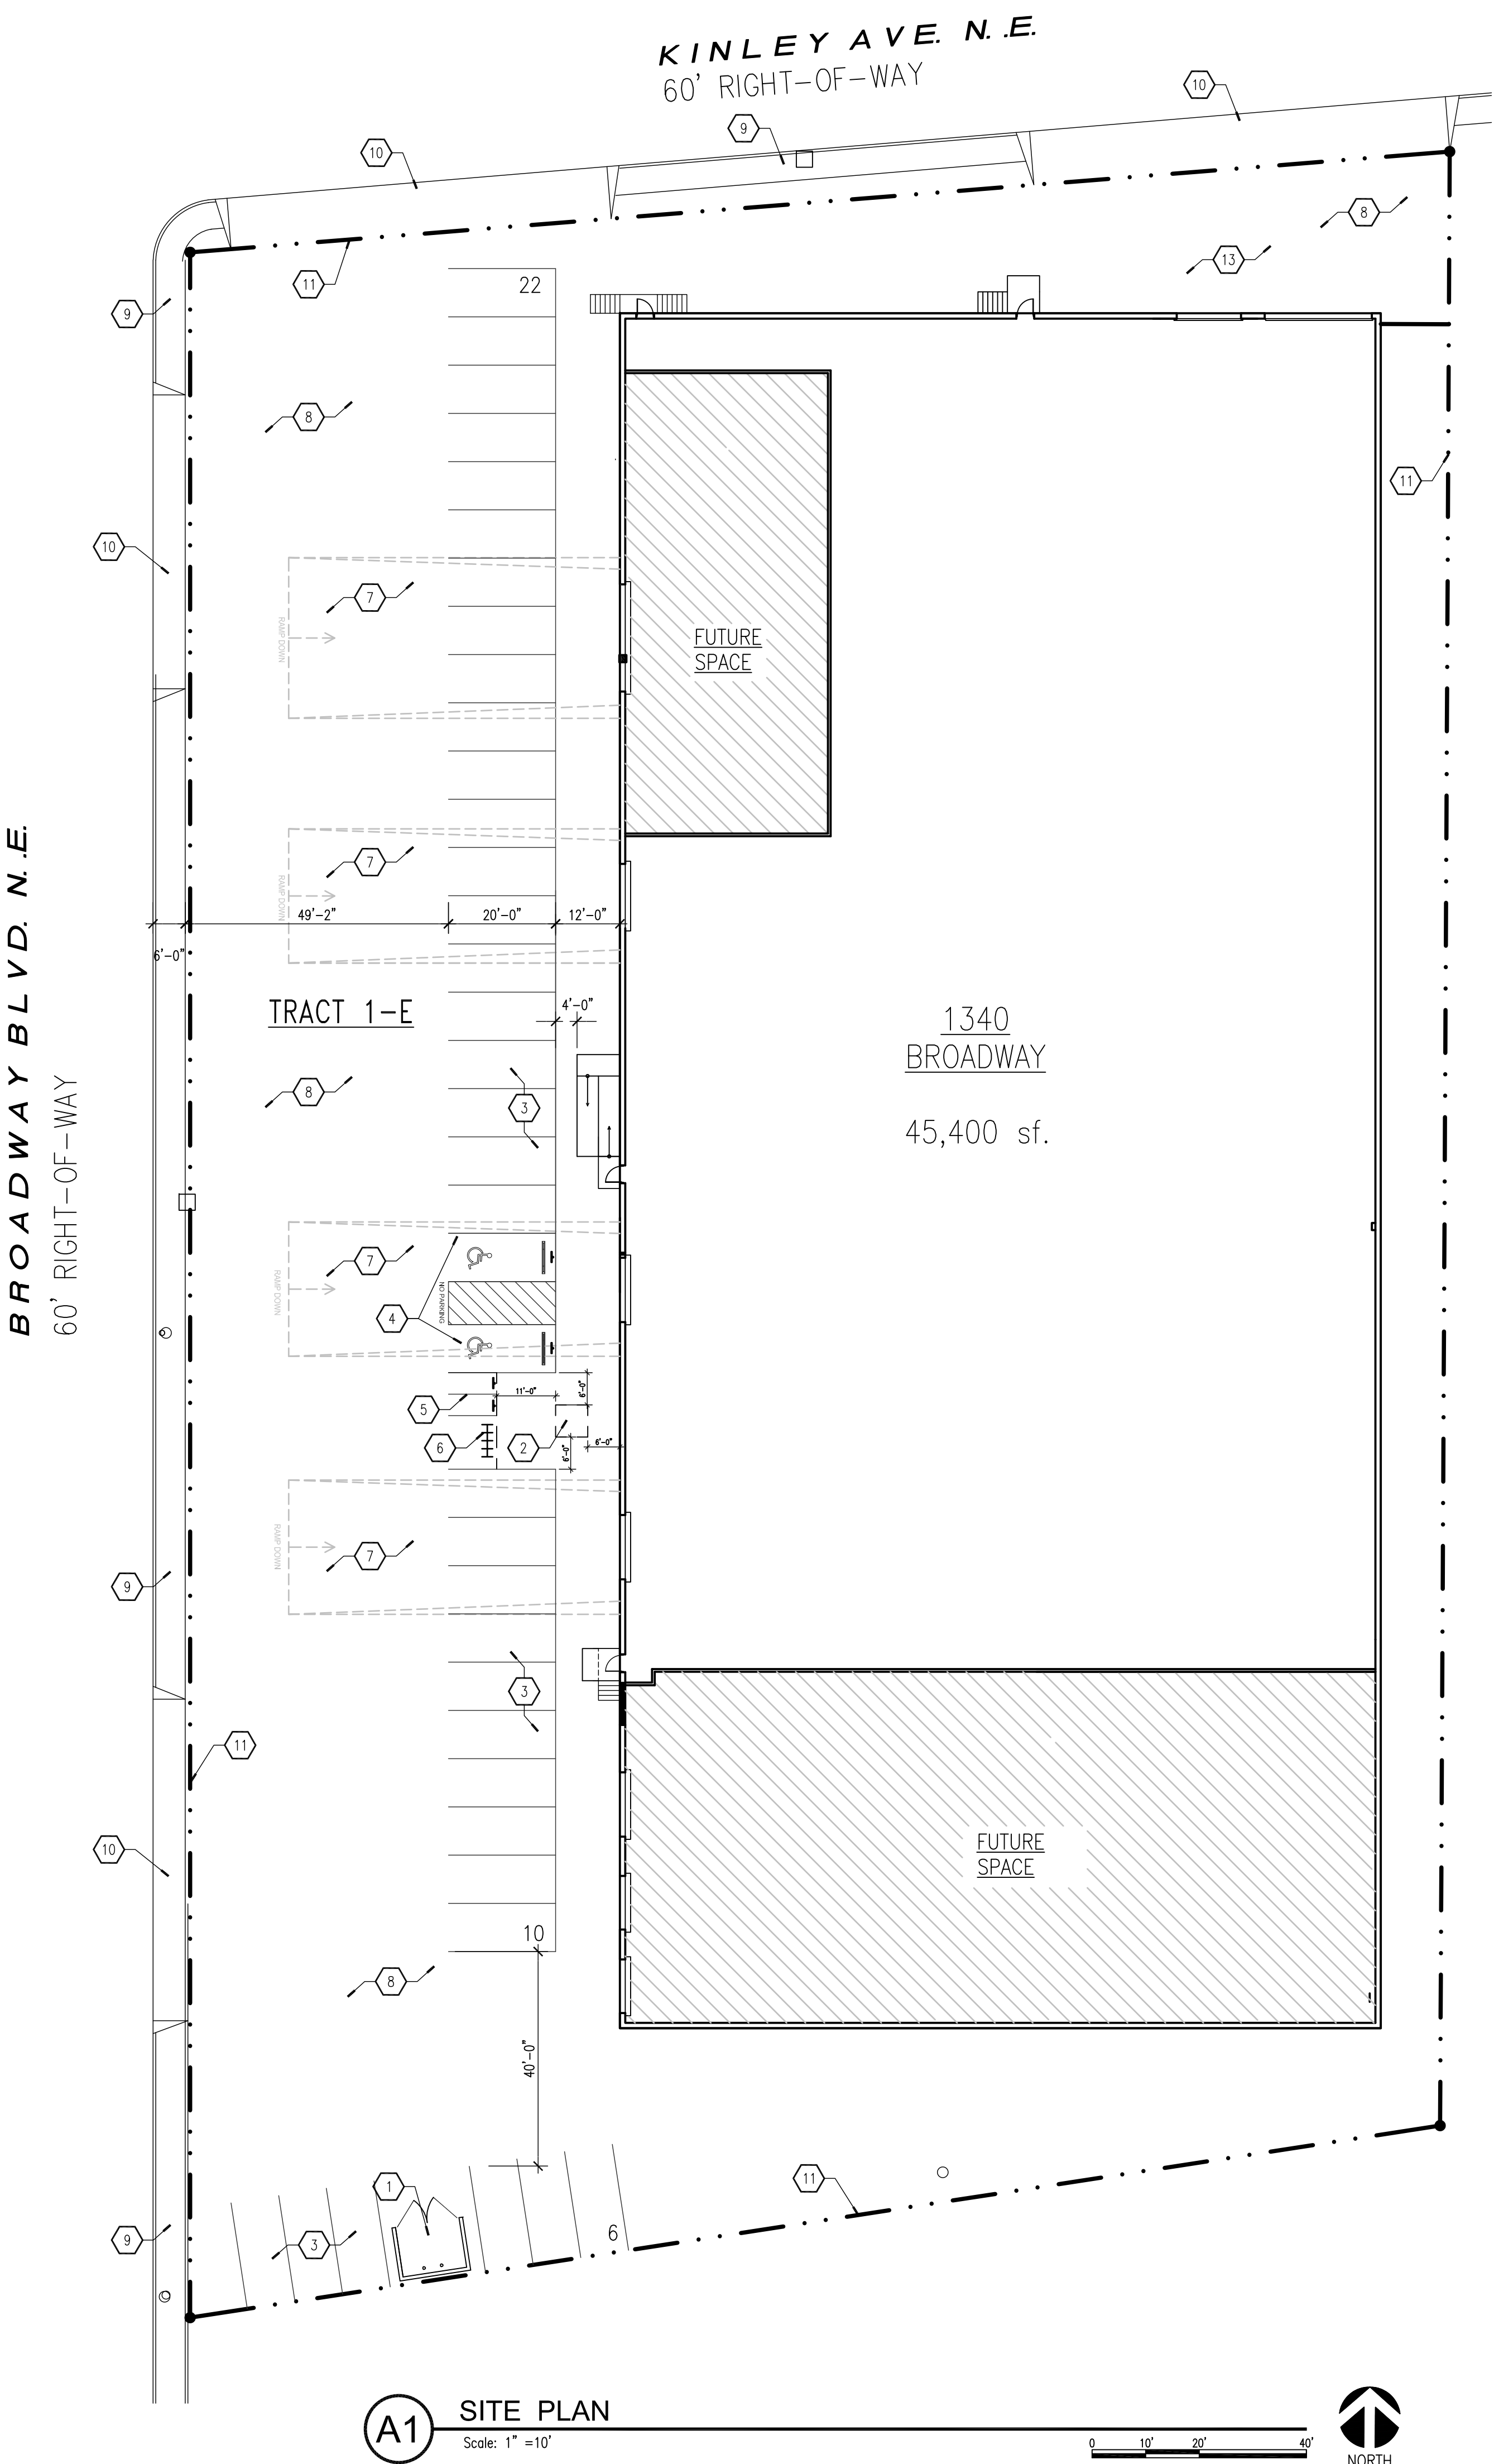 KINLEY AVE. N. .E.
60' RIGHT-OF-WAY
10
9
10
8
13
11
22
9
8
11
10
7
RAMP DOWN
FUTURE
SPACE
7
RAMP DOWN
49'-2"
20'-0"
12'-0"
6'-0"
TRACT 1-E
4'-0"
1340
BROADWAY
45,400 sf.
BROADWAY BLVD. N. .E.
60' RIGHT-OF-WAY
8
3
7
RAMP DOWN
NO PARKING
4
11'-0"
6'-0"
5
6
2
6'-0"
6'-0"
RAMP DOWN
7
9
3
11
10
FUTURE
SPACE
10
8
40'-0"
1
11
9
3
6
A1
SITE PLAN
Scale: 1" =10'
0
10'
20'
40'
NORTH